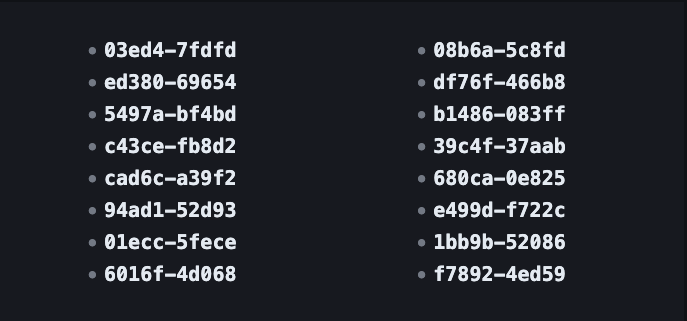 03ed4-7fdfd
ed380-69654
5497a-bf4bd
c43ce-fb8d2
cad6c-a39f2
94ad1-52d93
01ecc-5fece
6016f-4d068
08b6a-5c8fd
df76f-466b8
b1486-083ff
39c4f-37aab
680ca-0e825
e499d-f722c
1bb9b-52086
f7892-4ed59